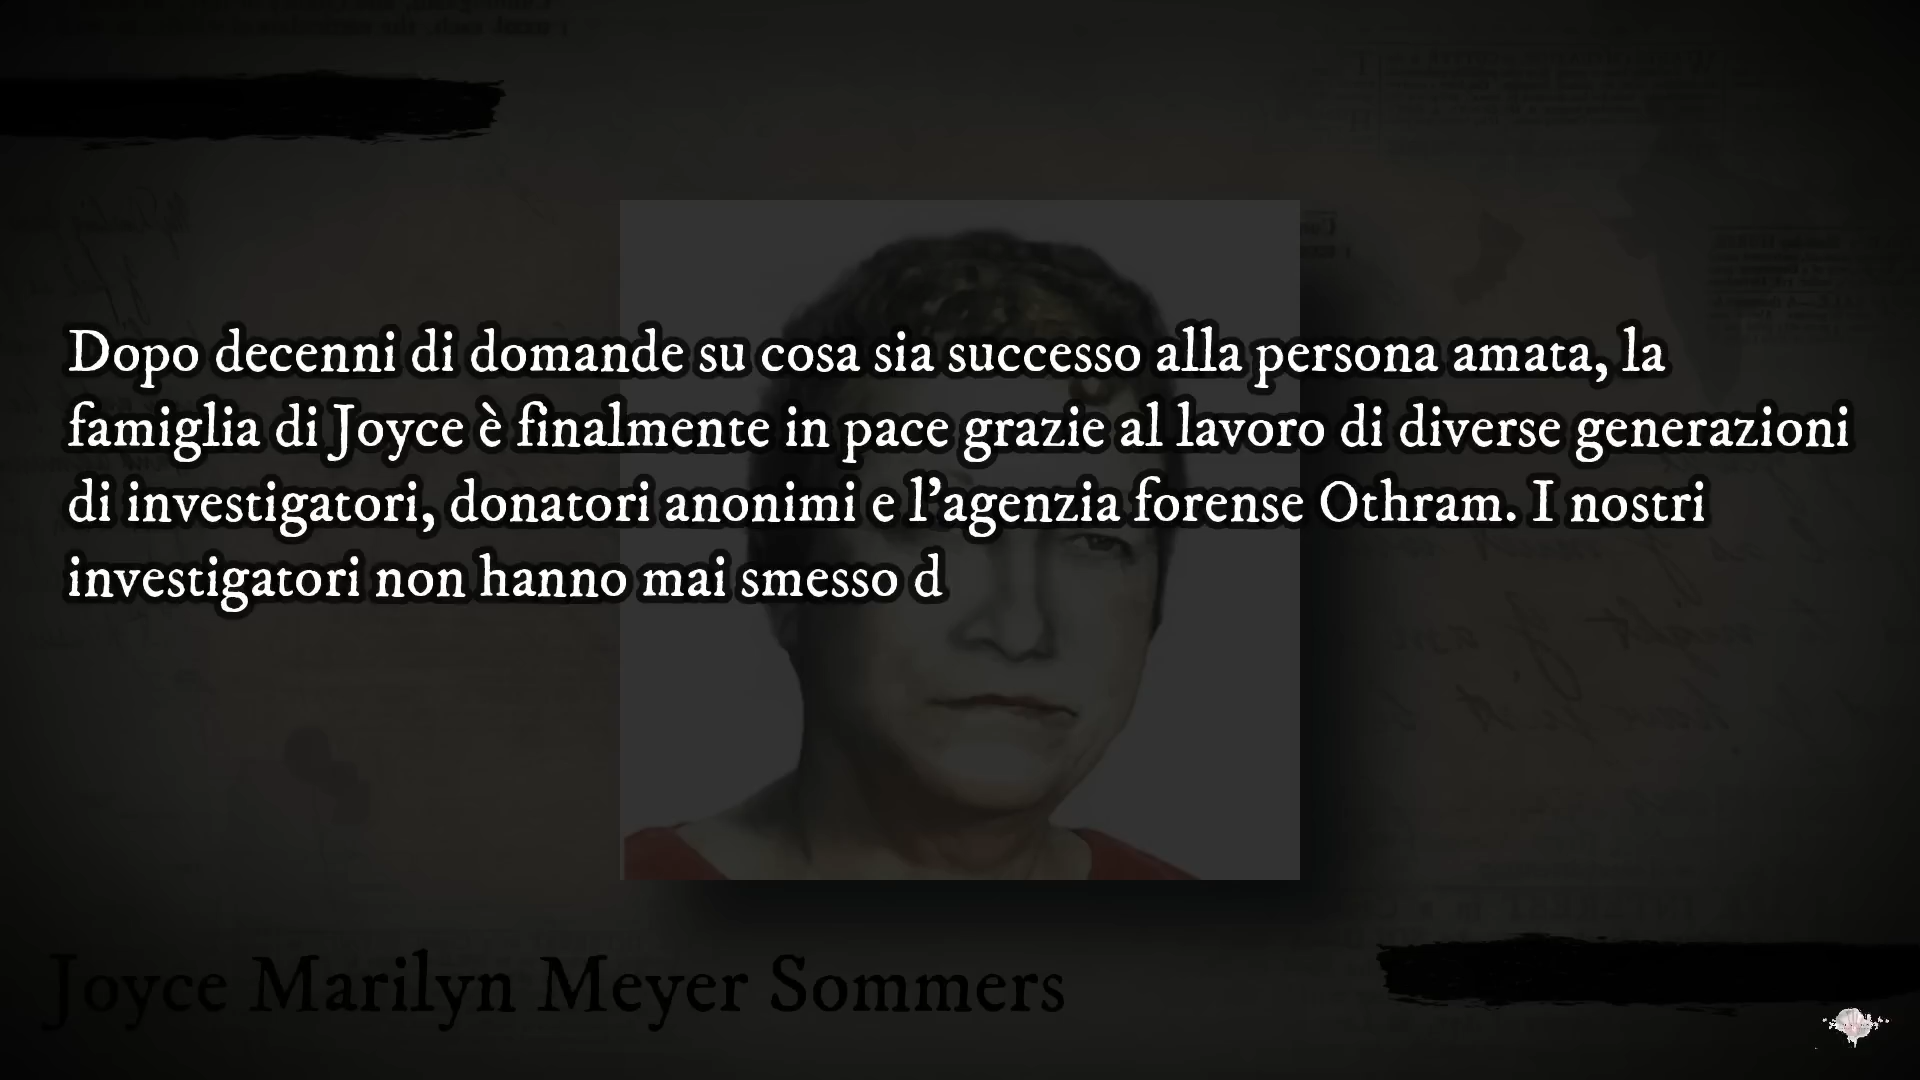 Dopo decenni di domande su cosa sia successo alla persona amata, la
famiglia di Joyce è finalmente in pace grazie al lavoro di diverse generazioni
di investigatori, donatori anonimi e l’agenzia forense Othram. I nostri
investigatori non hanno mai smesso d
Joyce Marilyn Meyer Sommers